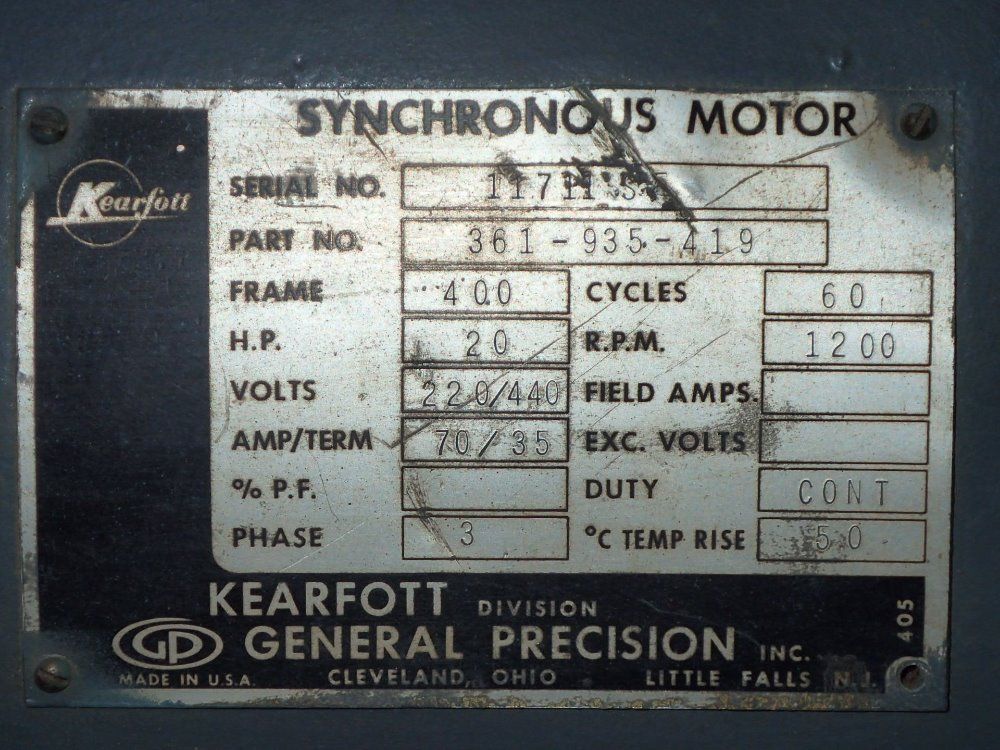 SYNCHRONOUS MOTOR
Kearfott
SERIAL NO.
PART NO. 361-935-419
FRAME 400 CYCLES 60
H.P. 20 R.P.M. 1200
VOLTS 220/440 FIELD AMPS.
AMP/TERM 70/35 EXC. VOLTS
% P.F. DUTY CONT
PHASE 3 °C TEMP RISE 50
KEARFOTT DIVISION
GP GENERAL PRECISION INC.
MADE IN U.S.A. CLEVELAND, OHIO LITTLE FALLS N.J.
405